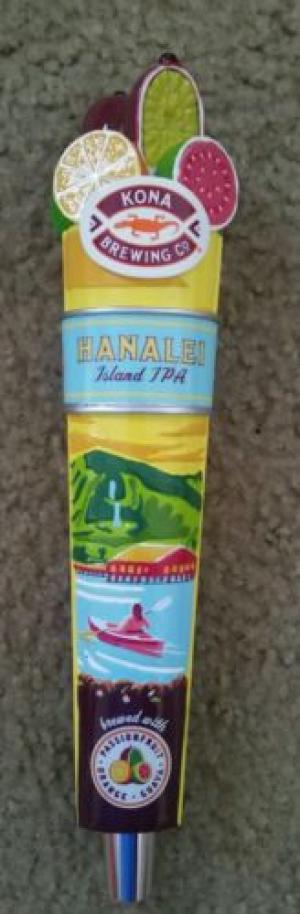 KONA
BREWING CO
HANALEI
Island IPA
brewed with
PASSIONFRUIT
ORANGE • GUAVA